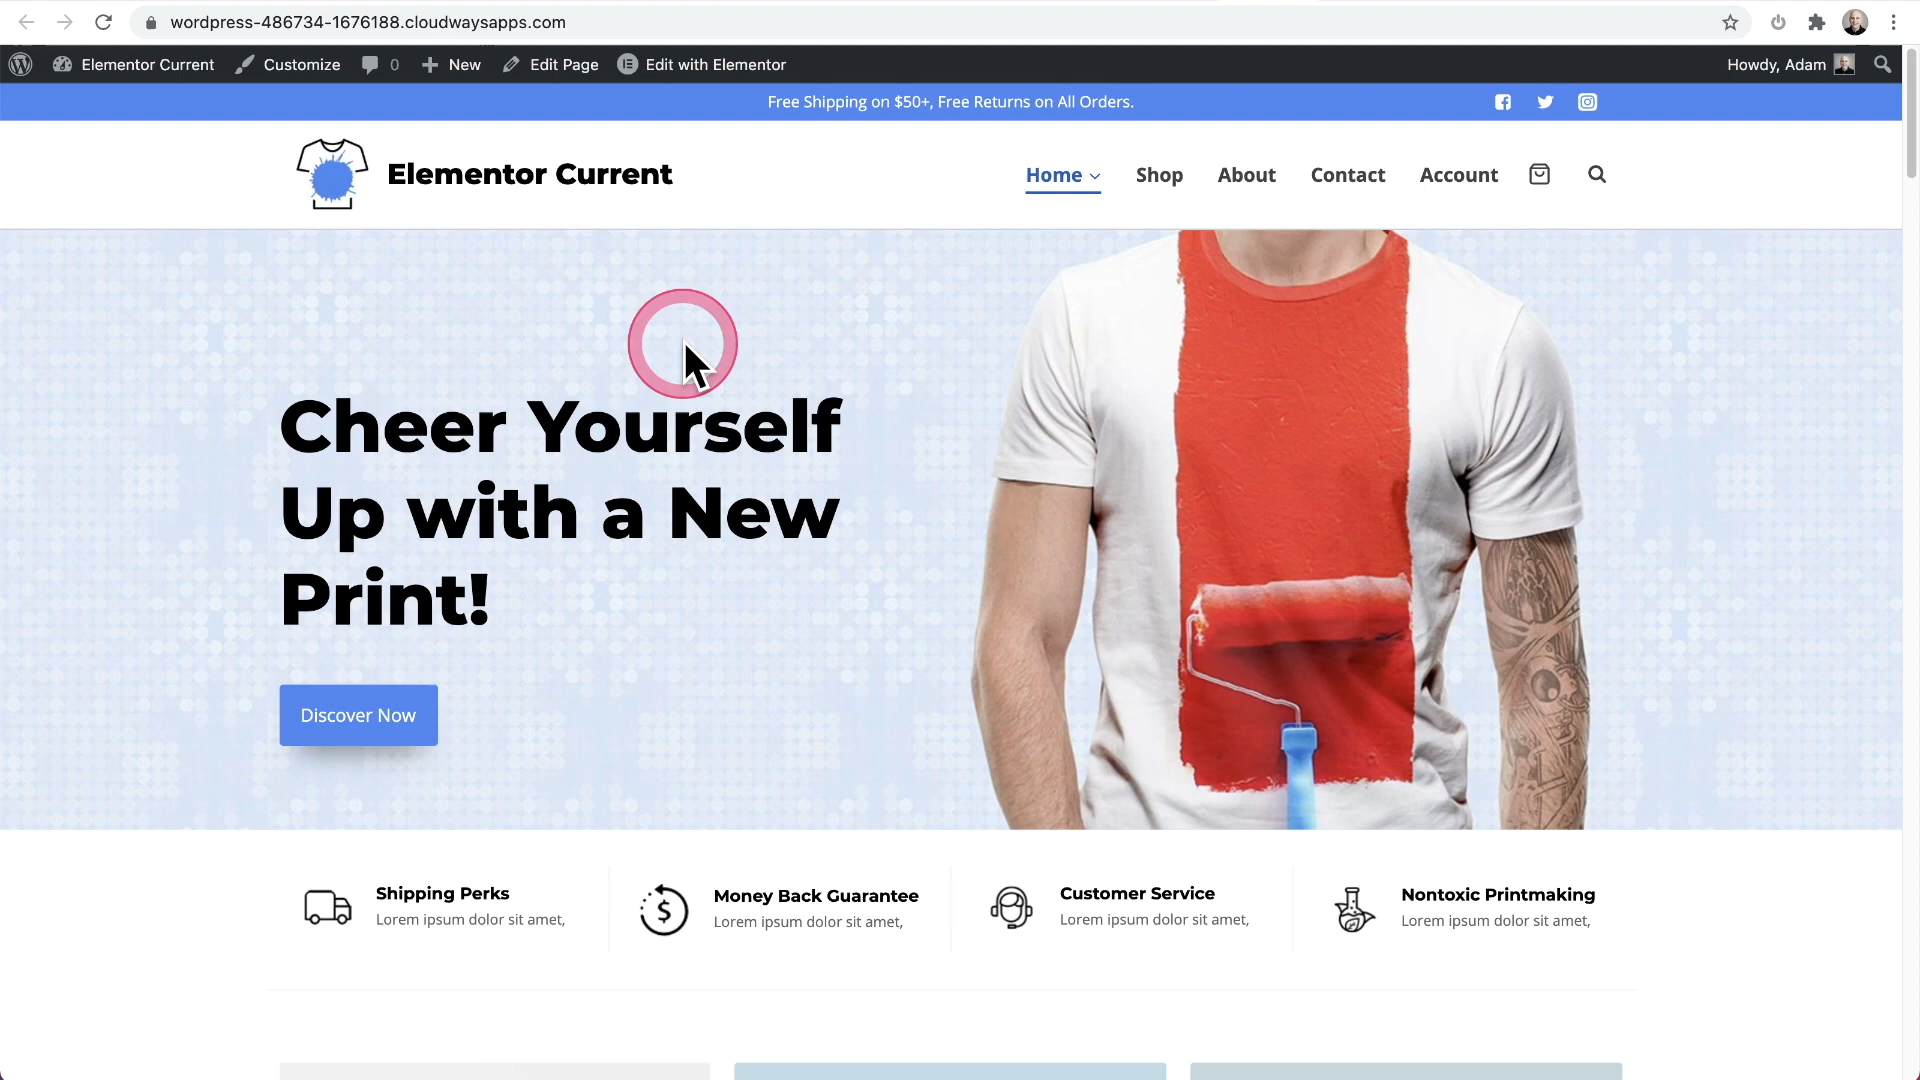 wordpress-486734-1676188.cloudwaysapps.com
Elementor Current Customize 0 New Edit Page Edit with Elementor Howdy, Adam
Free Shipping on $50+, Free Returns on All Orders.
Elementor Current
Home Shop About Contact Account
Cheer Yourself
Up with a New
Print!
Discover Now
Shipping Perks
Lorem ipsum dolor sit amet,
Money Back Guarantee
Lorem ipsum dolor sit amet,
Customer Service
Lorem ipsum dolor sit amet,
Nontoxic Printmaking
Lorem ipsum dolor sit amet,